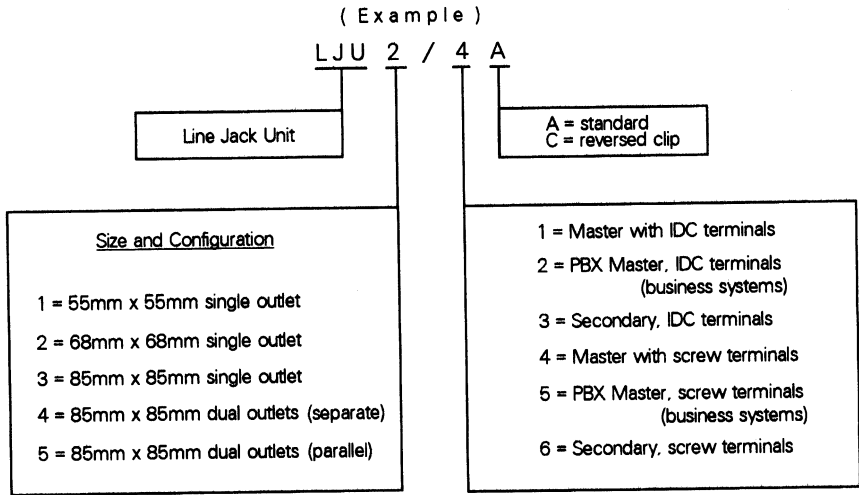 ( Example )
LJU 2 / 4 A
Line Jack Unit
A = standard
C = reversed clip
Size and Configuration
1 = 55mm x 55mm single outlet
2 = 68mm x 68mm single outlet
3 = 85mm x 85mm single outlet
4 = 85mm x 85mm dual outlets (separate)
5 = 85mm x 85mm dual outlets (parallel)
1 = Master with IDC terminals
2 = PBX Master, IDC terminals
(business systems)
3 = Secondary, IDC terminals
4 = Master with screw terminals
5 = PBX Master, screw terminals
(business systems)
6 = Secondary, screw terminals